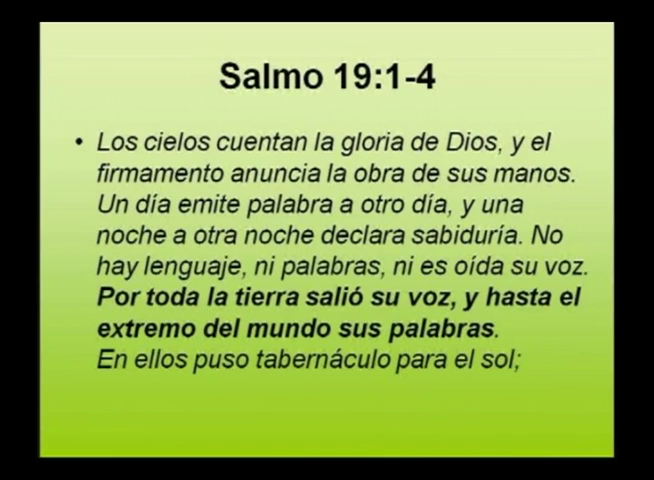 Salmo 19:1-4
• Los cielos cuentan la gloria de Dios, y el
firmamento anuncia la obra de sus manos.
Un día emite palabra a otro día, y una
noche a otra noche declara sabiduría. No
hay lenguaje, ni palabras, ni es oída su voz.
Por toda la tierra salió su voz, y hasta el
extremo del mundo sus palabras.
En ellos puso tabernáculo para el sol;